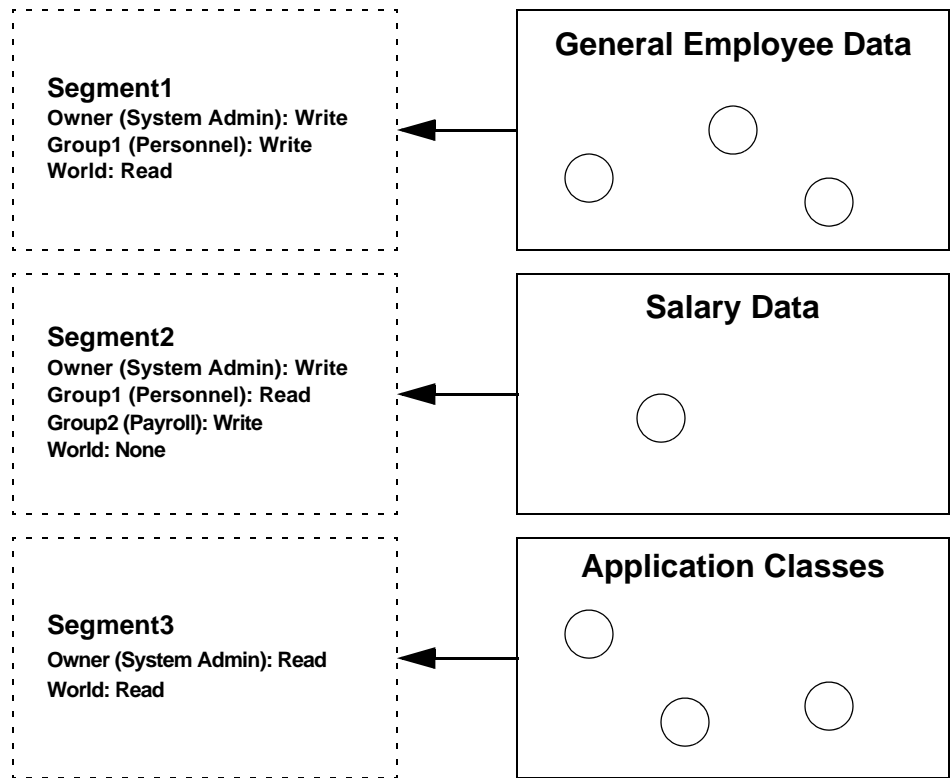 General Employee Data
Segment1
Owner (System Admin): Write
Group1 (Personnel): Write
World: Read
Salary Data
Segment2
Owner (System Admin): Write
Group1 (Personnel): Read
Group2 (Payroll): Write
World: None
Application Classes
Segment3
Owner (System Admin): Read
World: Read